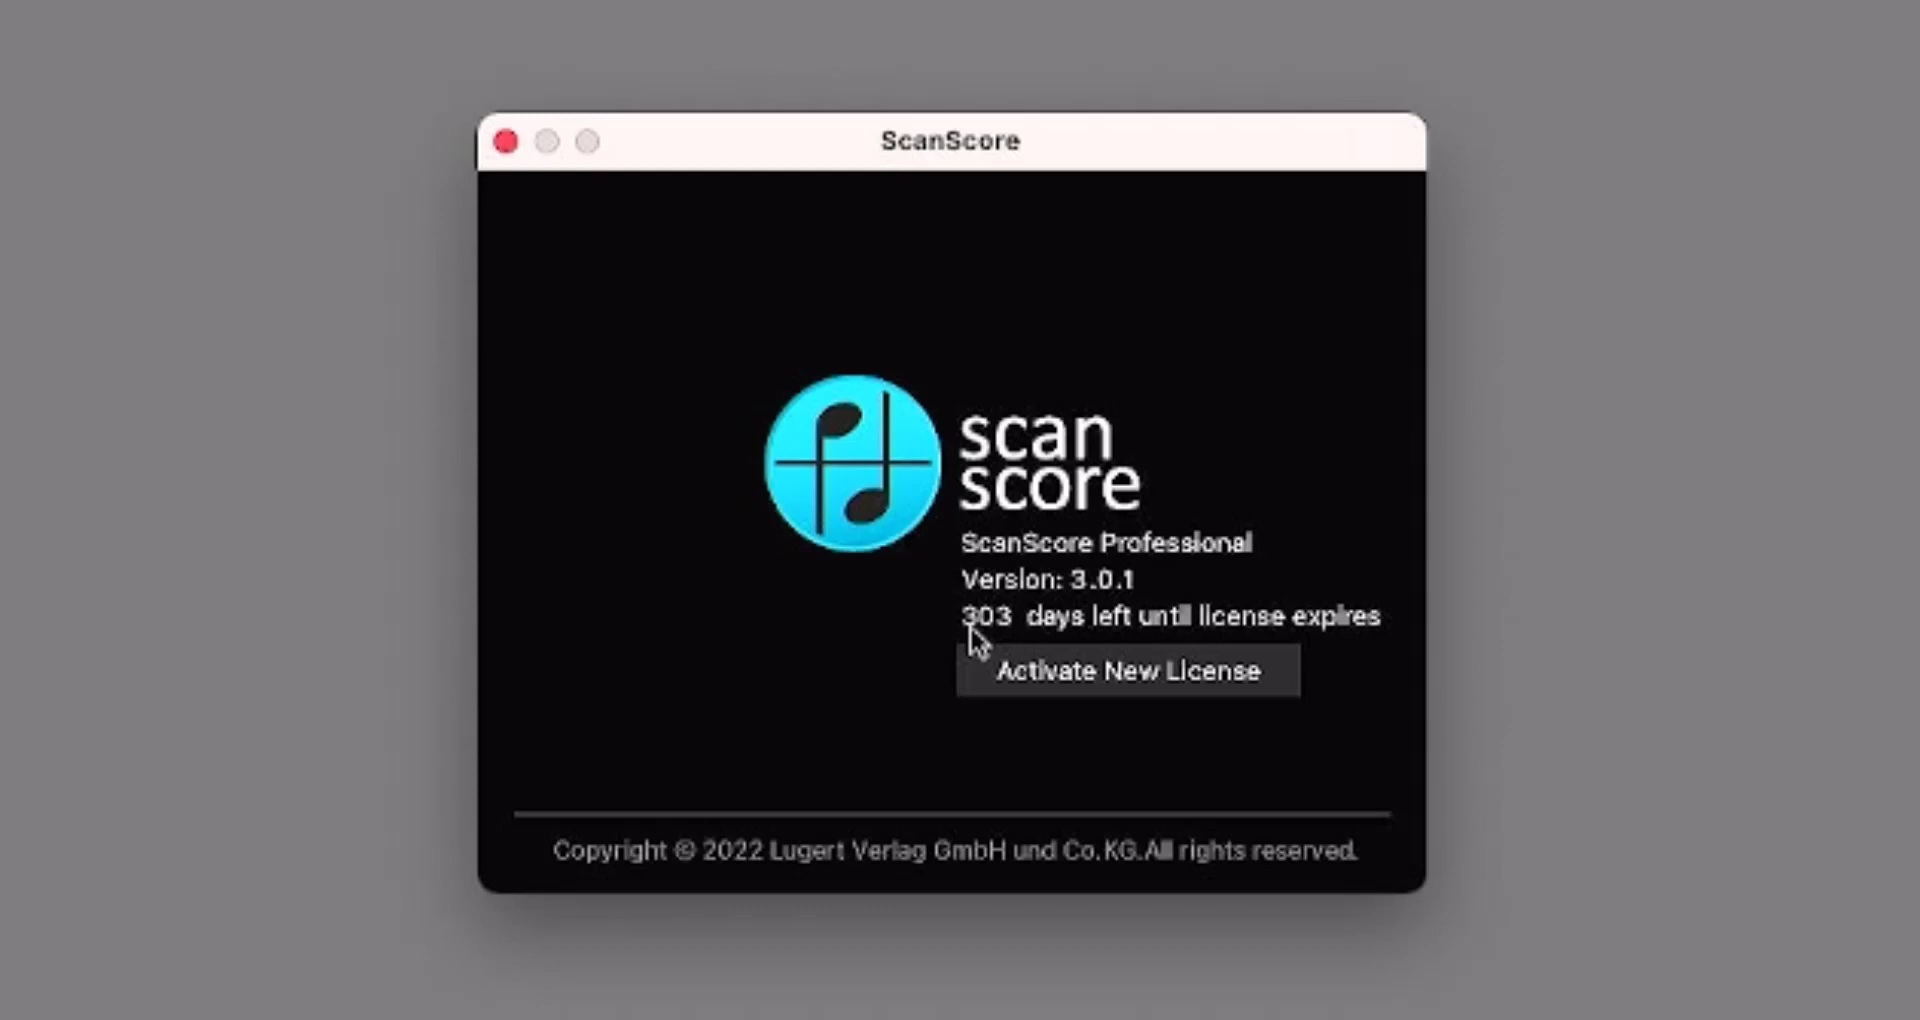 ScanScore
scan
score
ScanScore Professional
Version: 3.0.1
303 days left until license expires
Activate New License
Copyright © 2022 Lugert Verlag GmbH und Co.KG.All rights reserved.